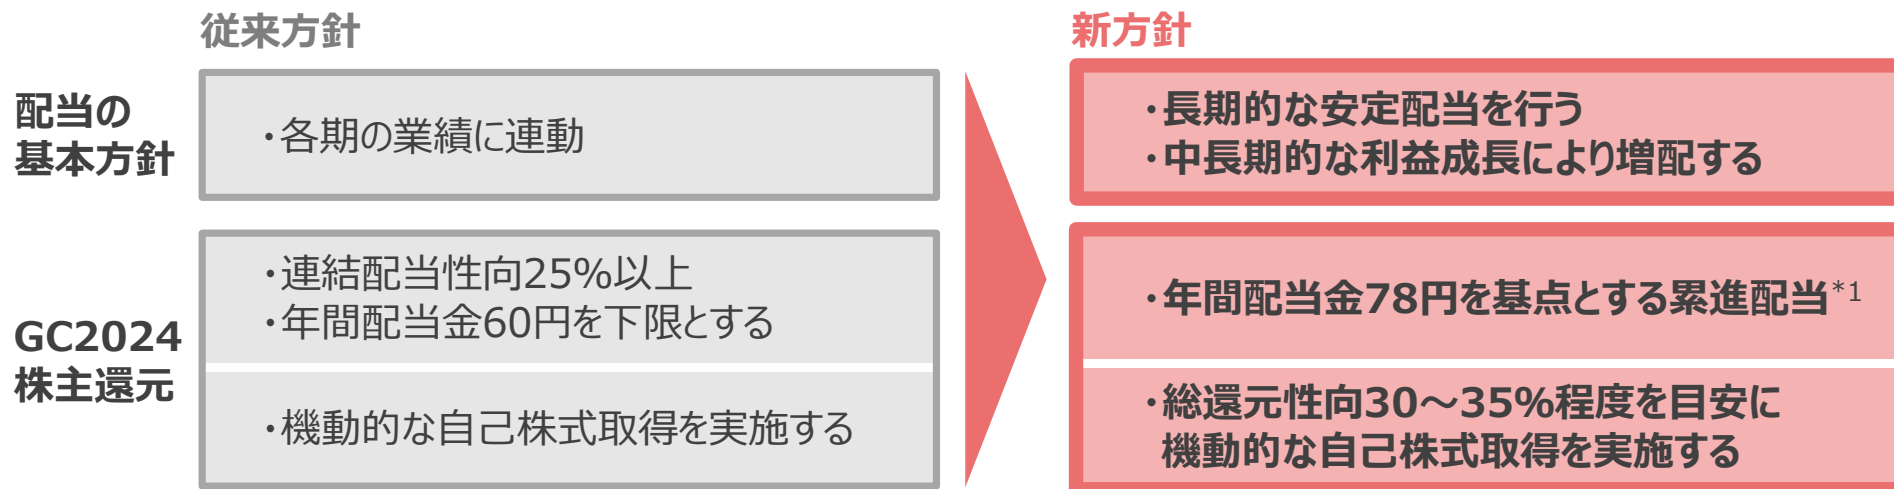 従来方針
新方針
配当の
基本方針
・各期の業績に連動
・長期的な安定配当を行う
・中長期的な利益成長により増配する
GC2024
株主還元
・連結配当性向25%以上
・年間配当金60円を下限とする
・機動的な自己株式取得を実施する
・年間配当金78円を基点とする累進配当*1
・総還元性向30~35%程度を目安に
機動的な自己株式取得を実施する